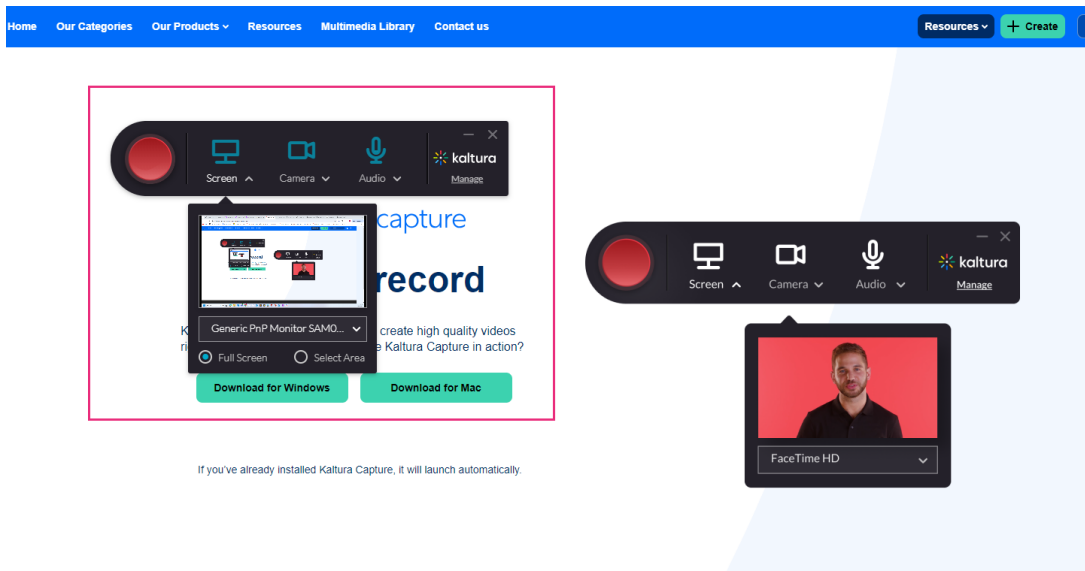 Home Our Categories Our Products Resources Multimedia Library Contact us Resources + Create
Screen Camera Audio kaltura
Manage
capture
record
Generic PnP Monitor SAM0...
Full Screen Select Area
create high quality videos
Kaltura Capture in action?
Download for Windows Download for Mac
If you've already installed Kaltura Capture, it will launch automatically.
Screen Camera Audio kaltura
Manage
FaceTime HD